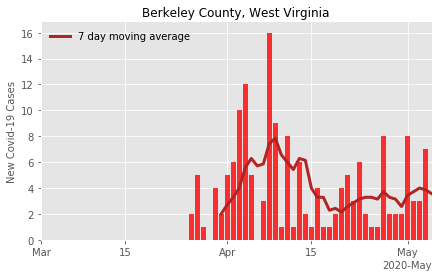 Berkeley County, West Virginia
7 day moving average
New Covid-19 Cases
16
14
12
10
8
6
4
2
0
Mar
15
Apr
15
May
2020-May